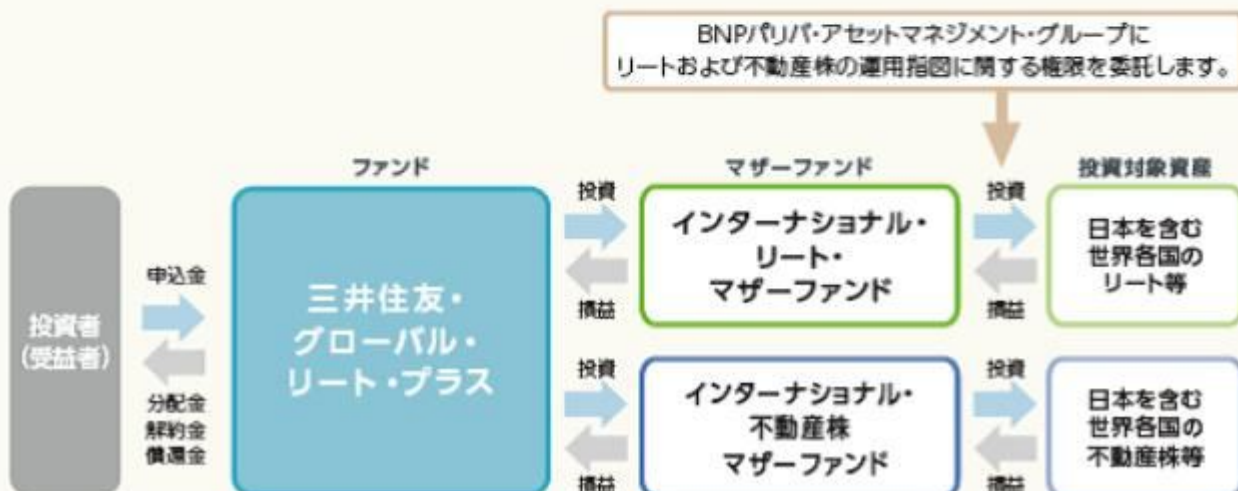 BNPパリバ・アセットマネジメント・グループに
リートおよび不動産株の運用指図に関する権限を委託します。
ファンド
マザーファンド
投資対象資産
投資者
(受益者)
申込金
分配金
解約金
償還金
三井住友・
グローバル・
リート・プラス
投資
損益
インターナショナル・
リート・
マザーファンド
投資
損益
日本を含む
世界各国の
リート等
投資
損益
インターナショナル・
不動産株
マザーファンド
投資
損益
日本を含む
世界各国の
不動産株等